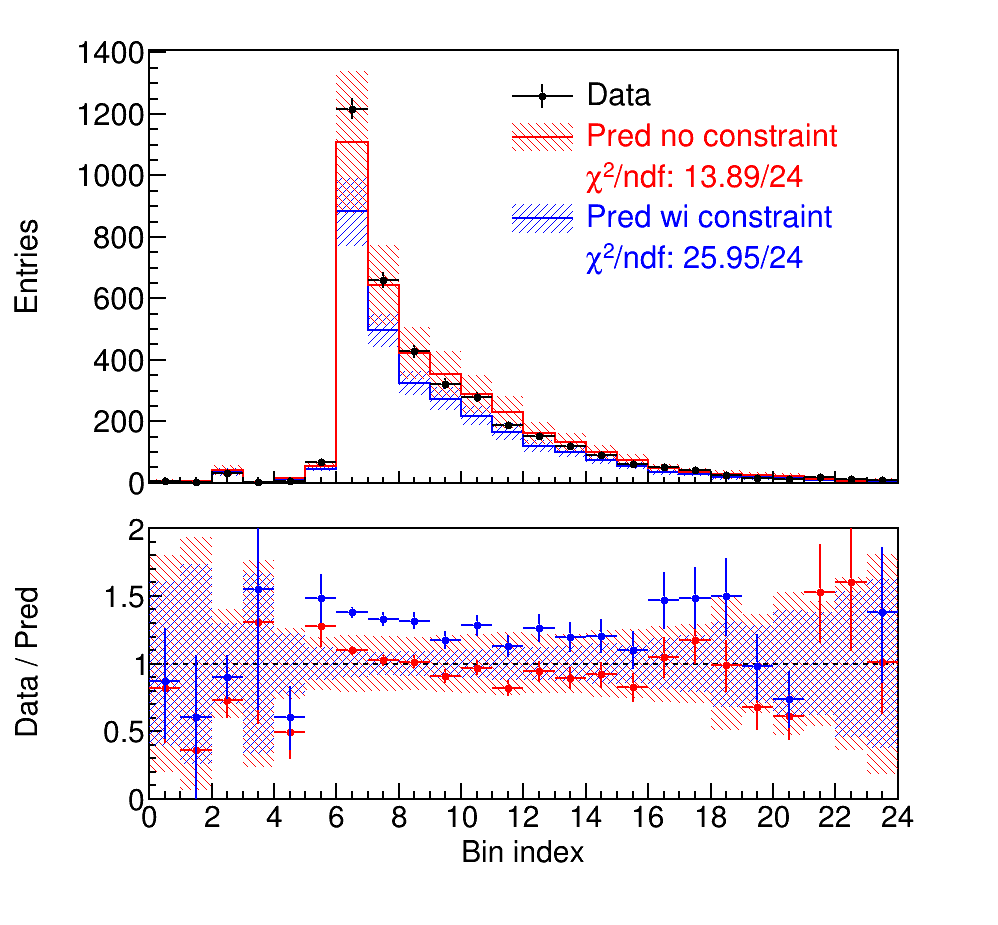 1400
1200
1000
800
600
400
200
0
Entries
Data
Pred no constraint
χ²/ndf: 13.89/24
Pred wi constraint
χ²/ndf: 25.95/24
2
1.5
1
0.5
0
Data / Pred
0 2 4 6 8 10 12 14 16 18 20 22 24
Bin index